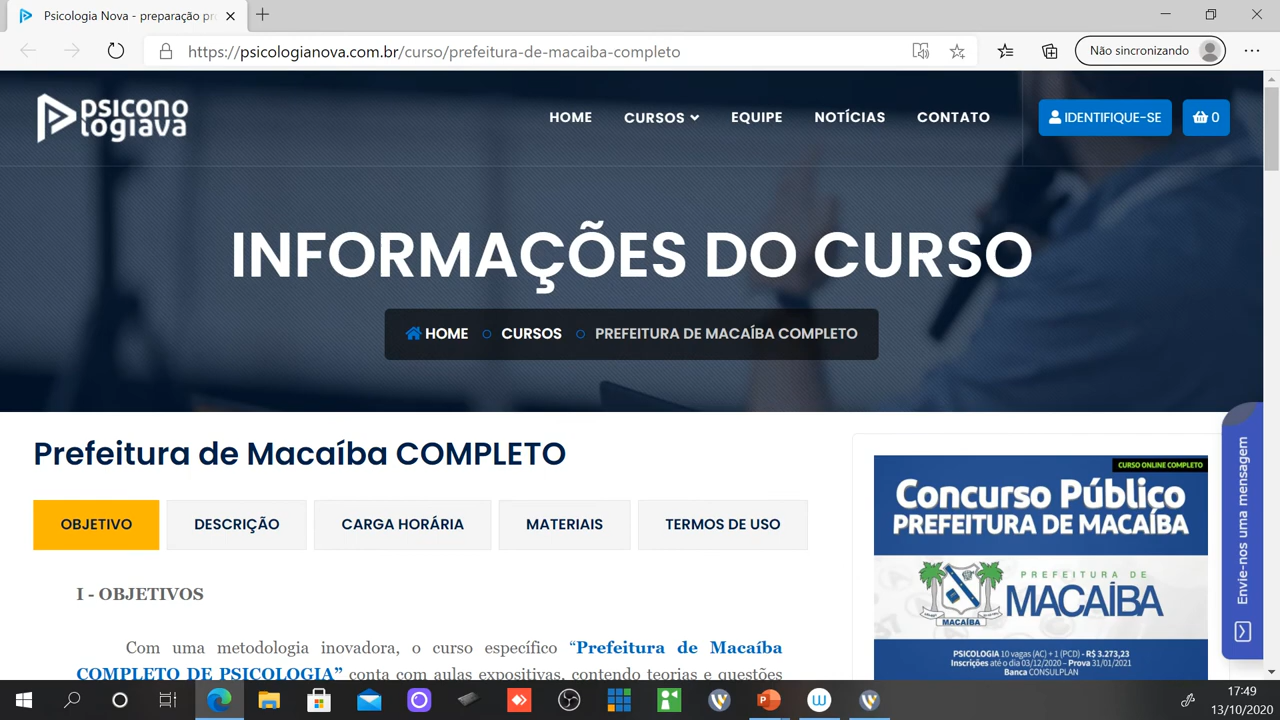 Psicologia Nova - preparação pro
https://psicologianova.com.br/curso/prefeitura-de-macaiba-completo
Não sincronizando
psicono
logiava
HOME CURSOS EQUIPE NOTÍCIAS CONTATO
IDENTIFIQUE-SE
0
INFORMAÇÕES DO CURSO
HOME CURSOS PREFEITURA DE MACAÍBA COMPLETO
Prefeitura de Macaíba COMPLETO
OBJETIVO DESCRIÇÃO CARGA HORÁRIA MATERIAIS TERMOS DE USO
I - OBJETIVOS
Com uma metodologia inovadora, o curso específico “Prefeitura de Macaíba
COMPLETO DE PSICOLOGIA” conta com aulas expositivas, contendo teorias e questões
CURSO ONLINE COMPLETO
Concurso Público
PREFEITURA DE MACAÍBA
PREFEITURA DE
MACAÍBA
MACAÍBA
PSICOLOGIA 10 vagas (AC) + 1 (PCD) - R$ 3.273,23
Inscrições até o dia 03/12/2020 - Prova 31/01/2021
Banca CONSULPLAN
Envie-nos uma mensagem
17:49
13/10/2020